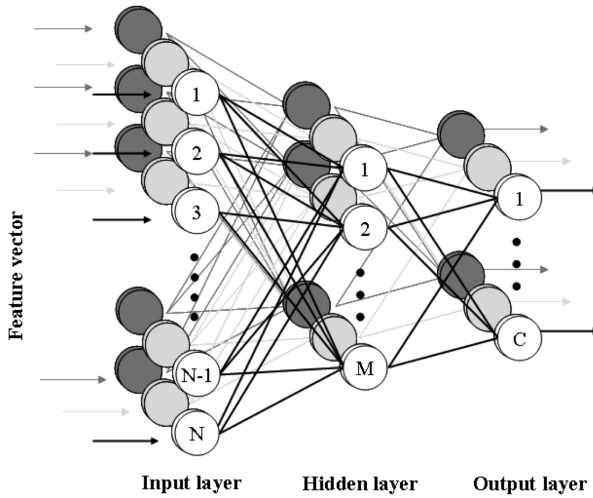 Feature vector
1
2
3
N-1
N
1
2
M
1
C
Input layer
Hidden layer
Output layer